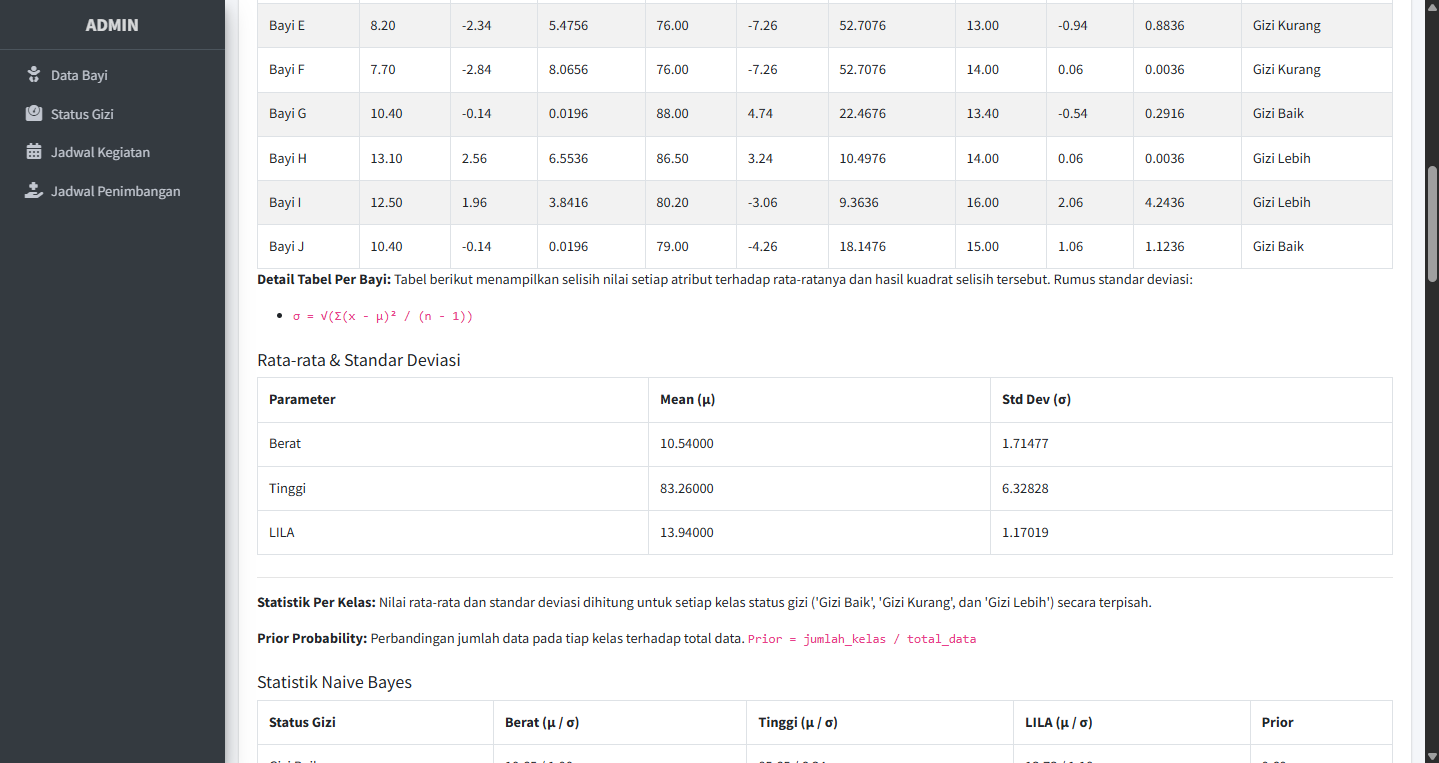 ADMIN
Data Bayi
Status Gizi
Jadwal Kegiatan
Jadwal Penimbangan
Bayi E 8.20 -2.34 5.4756 76.00 -7.26 52.7076 13.00 -0.94 0.8836 Gizi Kurang
Bayi F 7.70 -2.84 8.0656 76.00 -7.26 52.7076 14.00 0.06 0.0036 Gizi Kurang
Bayi G 10.40 -0.14 0.0196 88.00 4.74 22.4676 13.40 -0.54 0.2916 Gizi Baik
Bayi H 13.10 2.56 6.5536 86.50 3.24 10.4976 14.00 0.06 0.0036 Gizi Lebih
Bayi I 12.50 1.96 3.8416 80.20 -3.06 9.3636 16.00 2.06 4.2436 Gizi Lebih
Bayi J 10.40 -0.14 0.0196 79.00 -4.26 18.1476 15.00 1.06 1.1236 Gizi Baik
Detail Tabel Per Bayi: Tabel berikut menampilkan selisih nilai setiap atribut terhadap rata-ratanya dan hasil kuadrat selisih tersebut. Rumus standar deviasi:
• σ = √(Σ(x - μ)² / (n - 1))
Rata-rata & Standar Deviasi
Parameter Mean (μ) Std Dev (σ)
Berat 10.54000 1.71477
Tinggi 83.26000 6.32828
LILA 13.94000 1.17019
Statistik Per Kelas: Nilai rata-rata dan standar deviasi dihitung untuk setiap kelas status gizi ('Gizi Baik', 'Gizi Kurang', dan 'Gizi Lebih') secara terpisah.
Prior Probability: Perbandingan jumlah data pada tiap kelas terhadap total data. Prior = jumlah_kelas / total_data
Statistik Naive Bayes
Status Gizi Berat (μ / σ) Tinggi (μ / σ) LILA (μ / σ) Prior